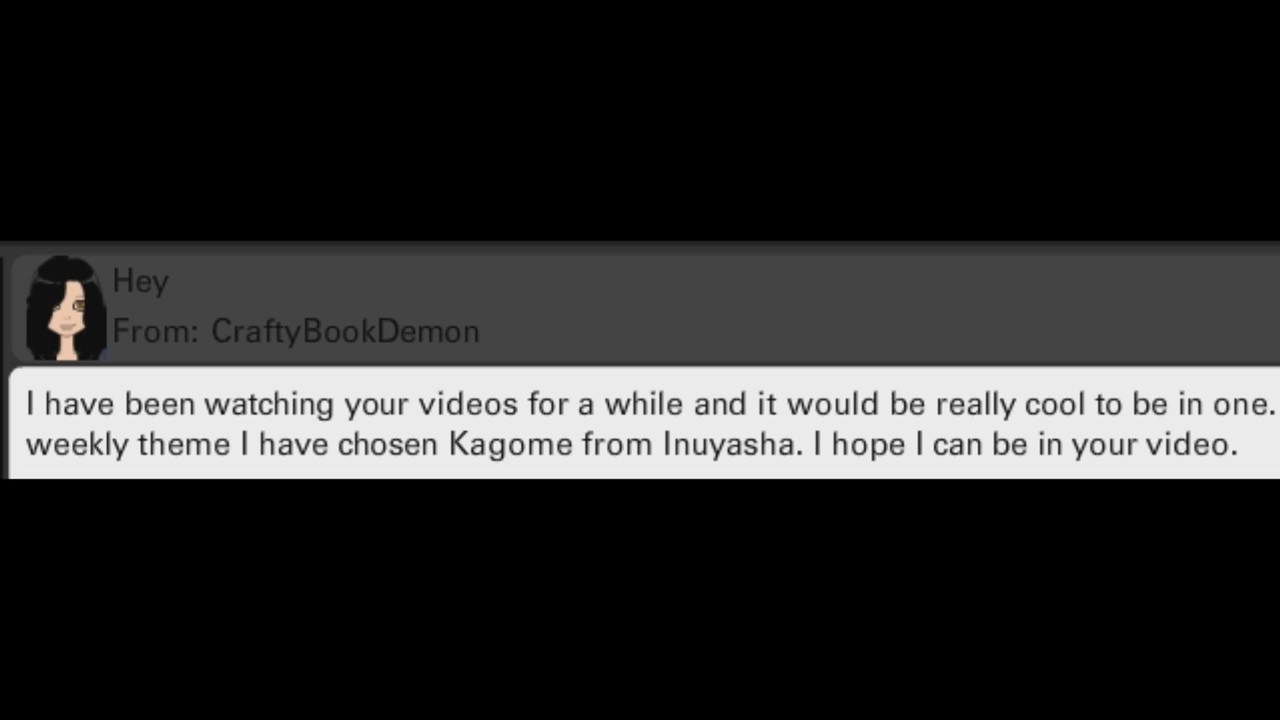 Hey
From: CraftyBookDemon
I have been watching your videos for a while and it would be really cool to be in one.
weekly theme I have chosen Kagome from Inuyasha. I hope I can be in your video.